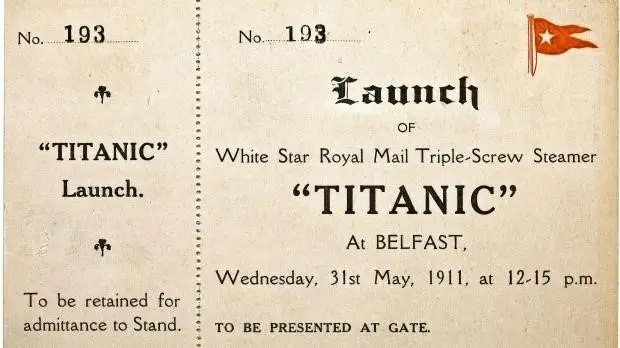 No. 193
"TITANIC"
Launch.
To be retained for
admittance to Stand.
No. 193
Launch
OF
White Star Royal Mail Triple-Screw Steamer
"TITANIC"
At BELFAST,
Wednesday, 31st May, 1911, at 12-15 p.m.
TO BE PRESENTED AT GATE.